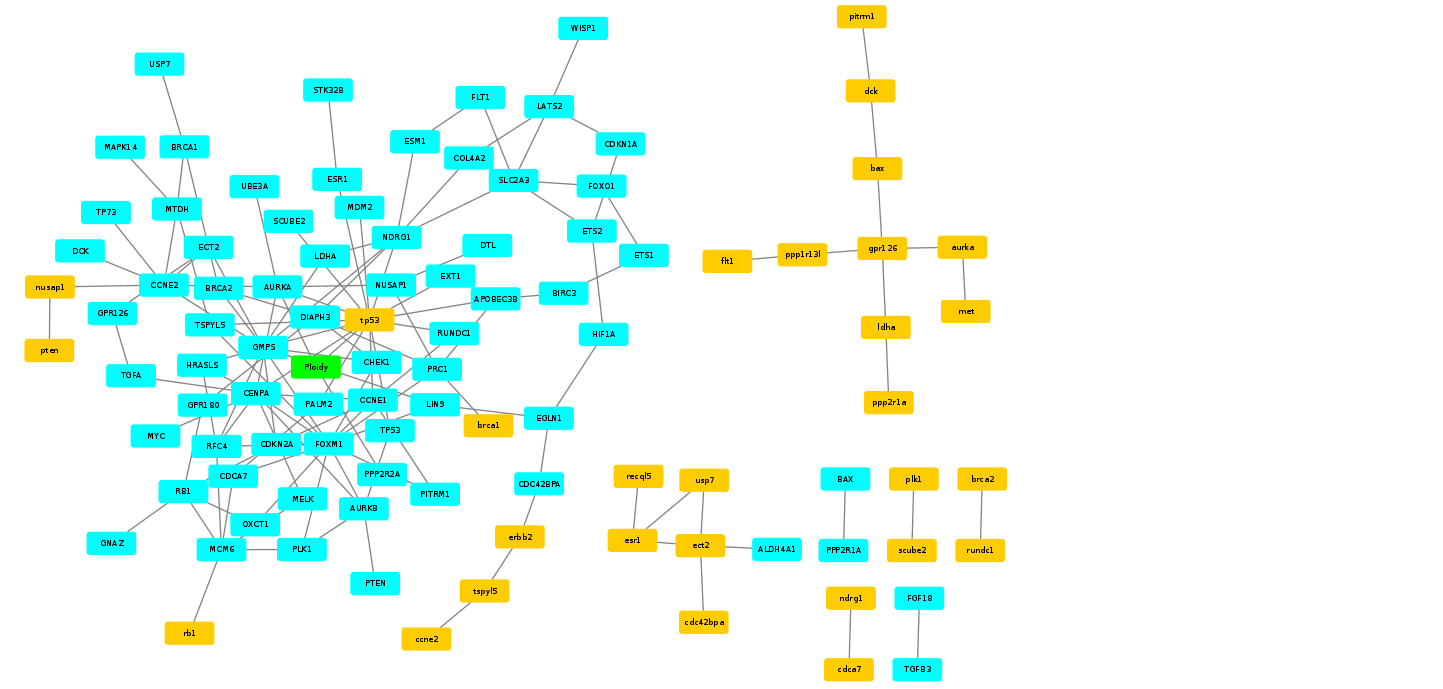 pitrm1
WISP1
USP7
STK32B
dck
FLT1
LATS2
ESM1
CDKN1A
MAPK14
BRCA1
COL4A2
bax
ESR1
SLC2A3
UBE3A
FOXO1
MDM2
MTDH
TP73
SCUBE2
ETS2
NDRG1
DTL
ECT2
aurka
gpr126
DCK
LDHA
ETS1
ppp1r13l
flt1
EXT1
CCNE2
NUSAP1
nusap1
AURKA
BRCA2
BIRC3
APOBEC3B
met
GPR126
DIAPH3
tp53
TSPYL5
ldha
RUNDC1
HIF1A
GMPS
pten
CHEK1
HRASLS
Ploidy
PRC1
TGFA
CENPA
CCNE1
ppp2r1a
PALM2
LIN9
GPR180
EGLN1
brca1
TP53
MYC
CDKN2A
FOXM1
RFC4
PPP2R2A
CDCA7
recql5
usp7
BAX
plk1
brca2
CDC42BPA
RB1
PITRM1
MELK
AURKB
OXCT1
erbb2
esr1
GNAZ
ect2
MCM6
PLK1
ALDH4A1
PPP2R1A
scube2
rundc1
PTEN
tspyl5
ndrg1
FGF18
cdc42bpa
rb1
ccne2
cdca7
TGFB3